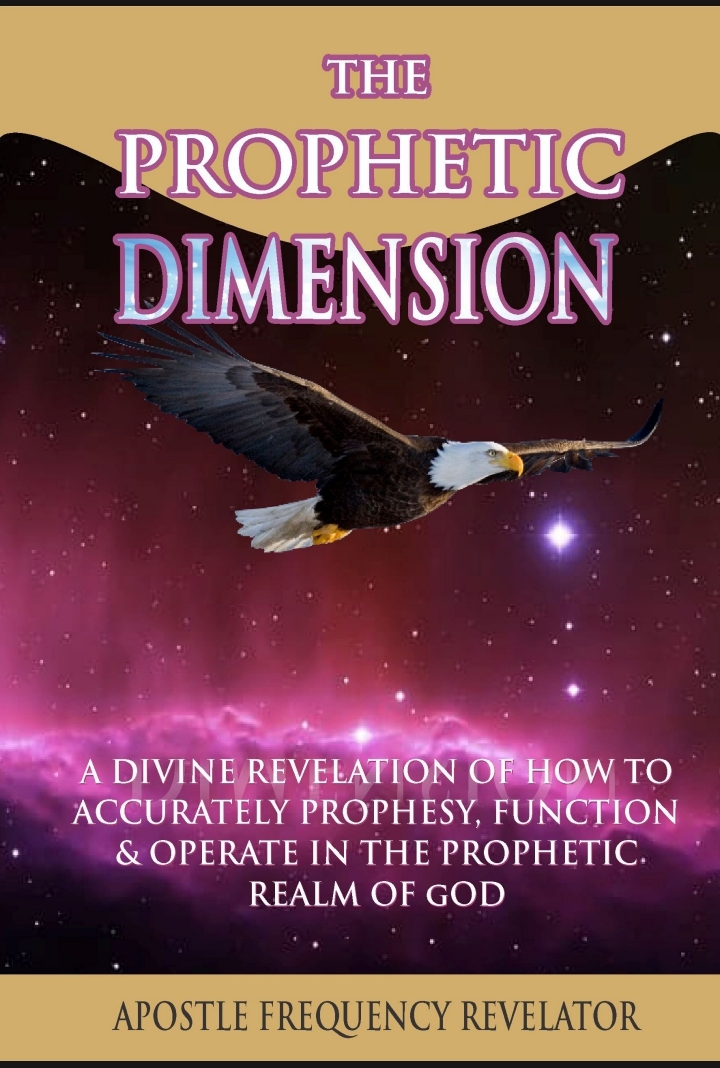 THE
PROPHETIC
DIMENSION
A DIVINE REVELATION OF HOW TO
ACCURATELY PROPHESY, FUNCTION
& OPERATE IN THE PROPHETIC
REALM OF GOD
APOSTLE FREQUENCY REVELATOR